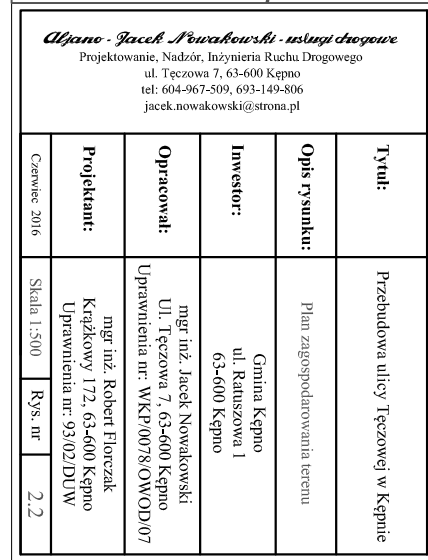 Aljano - Jacek Nowakowski - usługi drogowe
Projektowanie, Nadzór, Inżynieria Ruchu Drogowego
ul. Tęczowa 7, 63-600 Kępno
tel: 604-967-509, 693-149-806
jacek.nowakowski@strona.pl
Tytuł:
Przebudowa ulicy Tęczowej w Kępnie
Opis rysunku:
Plan zagospodarowania terenu
Inwestor:
Gmina Kępno
ul. Ratuszowa 1
63-600 Kępno
Opracował:
mgr inż. Jacek Nowakowski
Ul. Tęczowa 7, 63-600 Kępno
Uprawnienia nr: WKP/0078/OWOD/07
Projektant:
mgr inż. Robert Florczak
Krążkowy 172, 63-600 Kępno
Uprawnienia nr: 93/02/DUW
Czerwiec 2016
Skala 1:500
Rys. nr
2.2